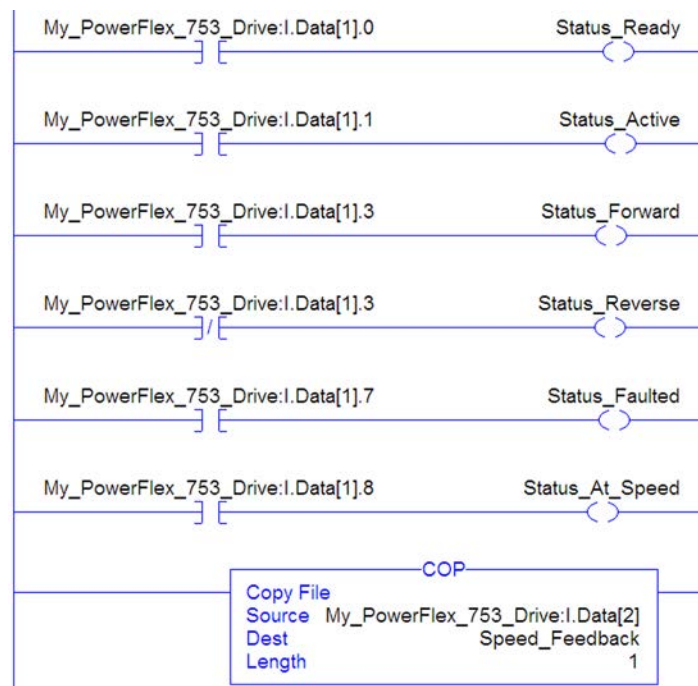 My_PowerFlex_753_Drive:I.Data[1].0 Status_Ready
My_PowerFlex_753_Drive:I.Data[1].1 Status_Active
My_PowerFlex_753_Drive:I.Data[1].3 Status_Forward
My_PowerFlex_753_Drive:I.Data[1].3 Status_Reverse
My_PowerFlex_753_Drive:I.Data[1].7 Status_Faulted
My_PowerFlex_753_Drive:I.Data[1].8 Status_At_Speed
COP
Copy File
Source My_PowerFlex_753_Drive:I.Data[2]
Dest Speed_Feedback
Length 1